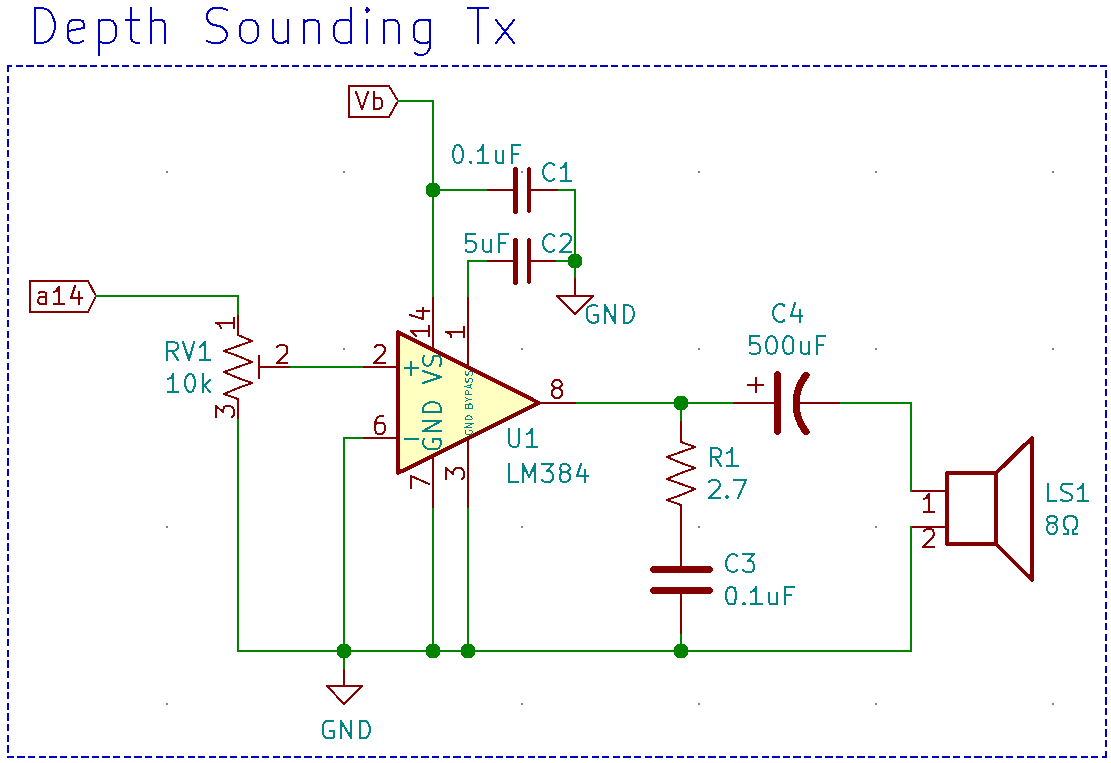 Depth Sounding Tx
Vb
0.1uF
C1
5uF
C2
GND
a14
1
RV1
10k
2
3
14
1
2
6
+
−
VS
GND
GND BYPASS
7
3
8
U1
LM384
C4
500uF
+
R1
2.7
C3
0.1uF
1
2
LS1
8Ω
GND